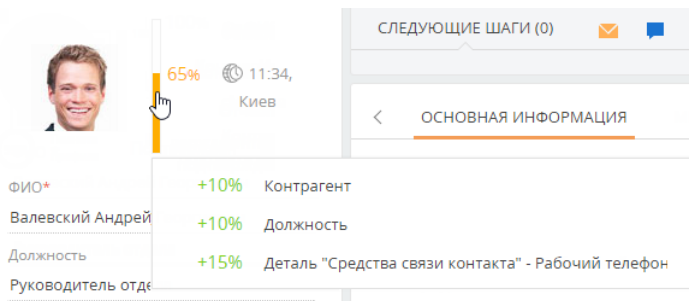 СЛЕДУЮЩИЕ ШАГИ (0)
65%
11:34,
Киев
ОСНОВНАЯ ИНФОРМАЦИЯ
ФИО*
Валевский Андрей
Должность
Руководитель отде
+10% Контрагент
+10% Должность
+15% Деталь "Средства связи контакта" - Рабочий телефон